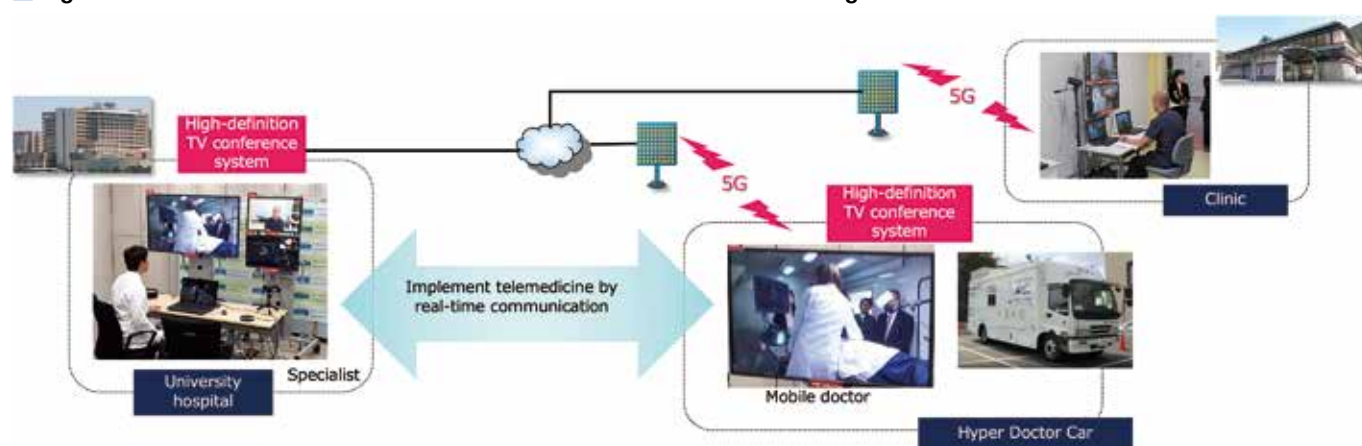 High-definition
TV conference
system
5G
5G
High-definition
TV conference
system
Clinic
Implement telemedicine by
real-time communication
Specialist
University
hospital
Mobile doctor
Hyper Doctor Car